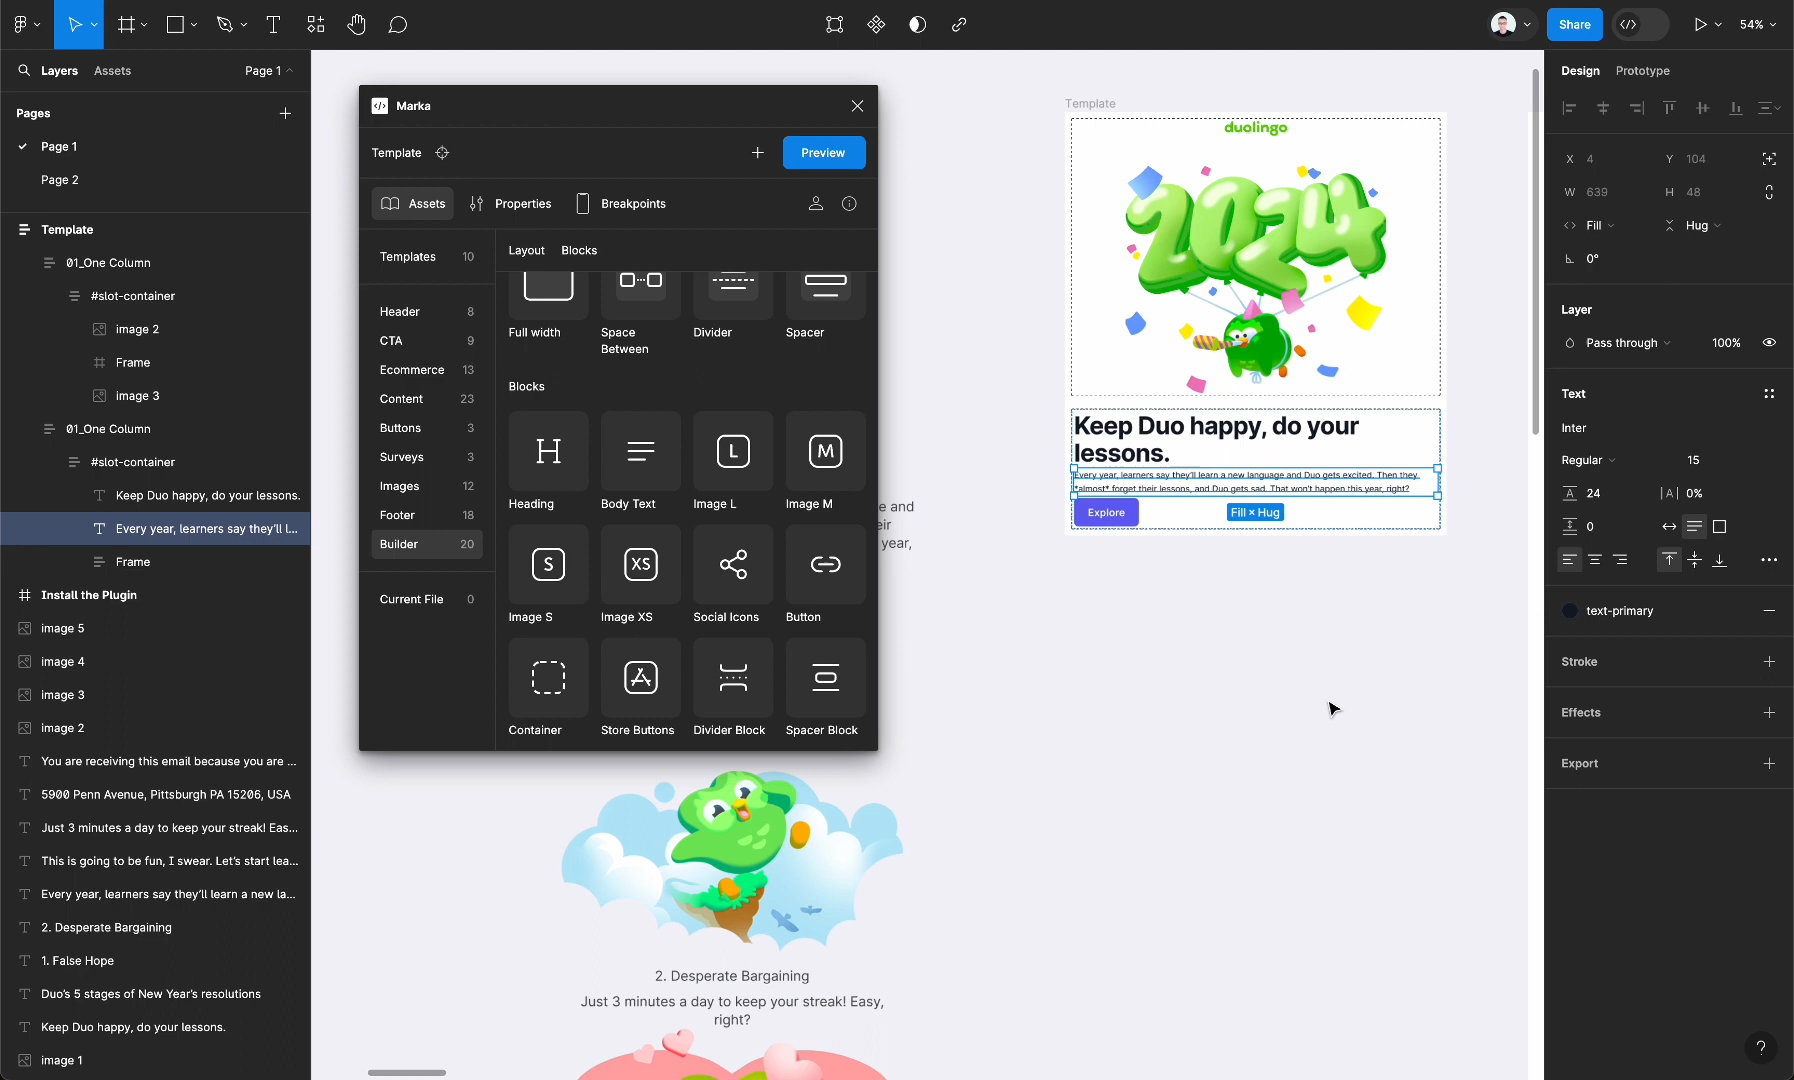 Share
54%
Layers
Assets
Page 1
Pages
Page 1
Page 2
Template
01_One Column
#slot-container
image 2
Frame
image 3
01_One Column
#slot-container
Keep Duo happy, do your lessons.
Every year, learners say they'll l...
Frame
Install the Plugin
image 5
image 4
image 3
image 2
You are receiving this email because you are ...
5900 Penn Avenue, Pittsburgh PA 15206, USA
Just 3 minutes a day to keep your streak! Eas...
This is going to be fun, I swear. Let's start lea...
Every year, learners say they'll learn a new la...
2. Desperate Bargaining
1. False Hope
Duo's 5 stages of New Year's resolutions
Keep Duo happy, do your lessons.
image 1
Marka
Template
Preview
Assets
Properties
Breakpoints
Templates 10
Header 8
CTA 9
Ecommerce 13
Content 23
Buttons 3
Surveys 3
Images 12
Footer 18
Builder 20
Current File 0
Layout
Blocks
Full width
Space Between
Divider
Spacer
Blocks
H
L
M
Heading
Body Text
Image L
Image M
S
XS
Image S
Image XS
Social Icons
Button
Container
Store Buttons
Divider Block
Spacer Block
e and
eir
year,
2. Desperate Bargaining
Just 3 minutes a day to keep your streak! Easy,
right?
Template
duolingo
2024
Keep Duo happy, do your
lessons.
Every year, learners say they'll learn a new language and Duo gets excited. Then they
*almost* forget their lessons, and Duo gets sad. That won't happen this year, right?
Explore
Fill × Hug
Design
Prototype
X 4
Y 104
W 639
H 48
Fill
Hug
0°
Layer
Pass through
100%
Text
Inter
Regular
15
24
0%
0
text-primary
Stroke
Effects
Export
?